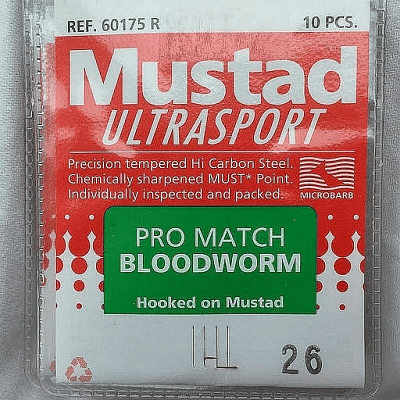 REF. 60175 R 10 PCS.
Mustad
ULTRASPORT
Precision tempered Hi Carbon Steel.
Chemically sharpened MUST* Point.
Individually inspected and packed.
MICROBARB
PRO MATCH
BLOODWORM
Hooked on Mustad
26